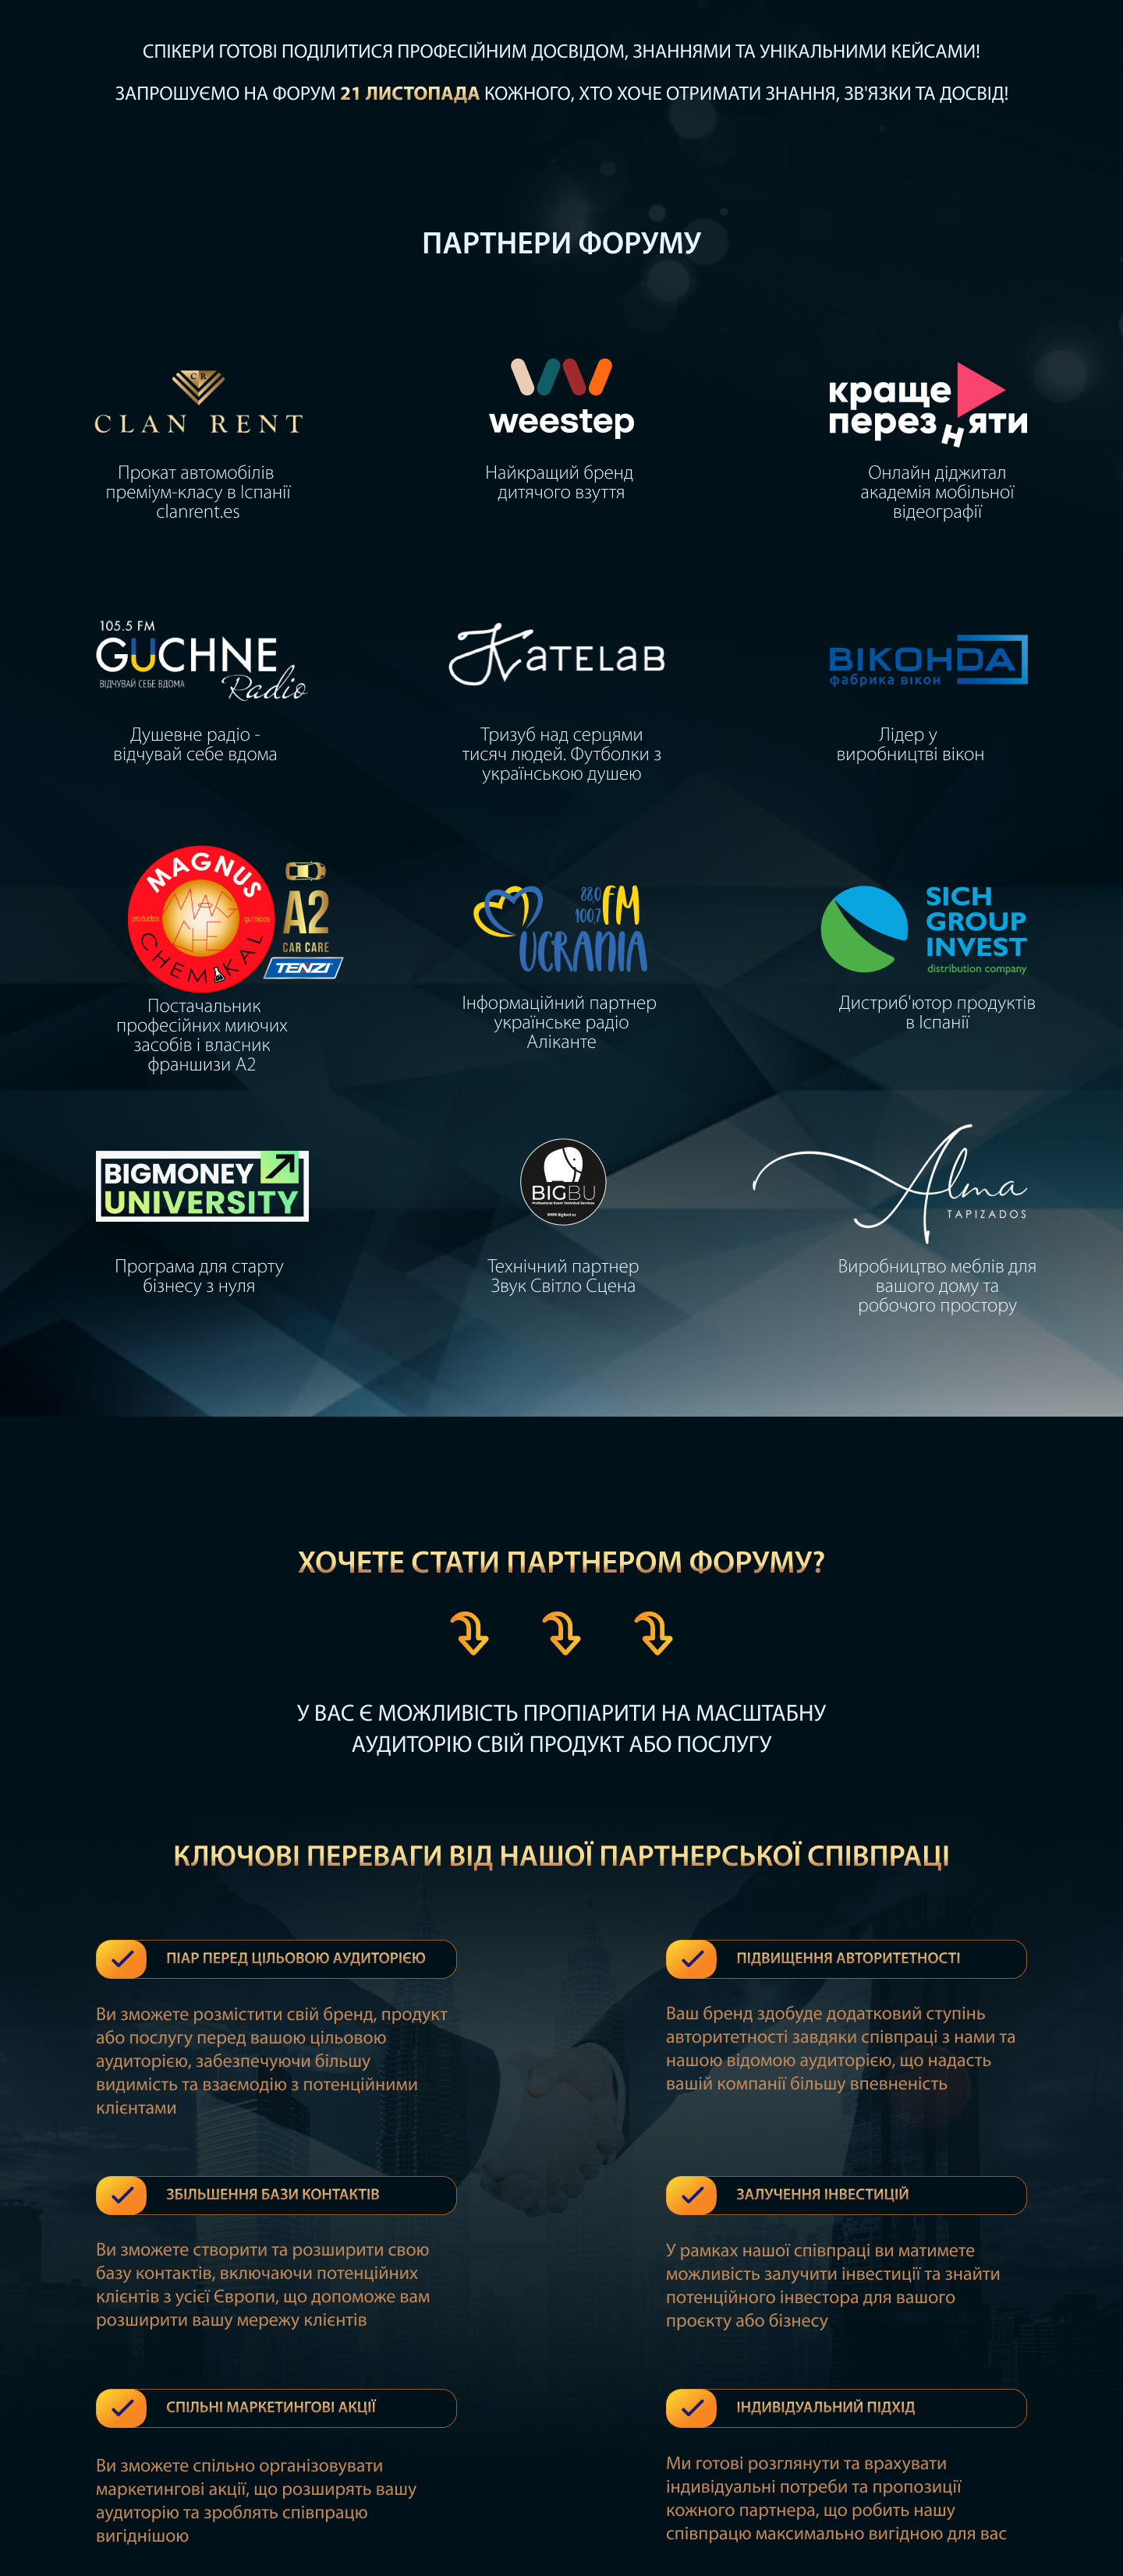 СПІКЕРИ ГОТОВІ ПОДІЛИТИСЯ ПРОФЕСІЙНИМ ДОСВІДОМ, ЗНАННЯМИ ТА УНІКАЛЬНИМИ КЕЙСАМИ!
ЗАПРОШУЄМО НА ФОРУМ 21 ЛИСТОПАДА КОЖНОГО, ХТО ХОЧЕ ОТРИМАТИ ЗНАННЯ, ЗВ'ЯЗКИ ТА ДОСВІД!
ПАРТНЕРИ ФОРУМУ
CR
CLAN RENT
Прокат автомобілів
преміум-класу в Іспанії
clanrent.es
weestep
Найкращий бренд
дитячого взуття
краще
перезняти
Онлайн діджитал
академія мобільної
відеографії
105.5 FM
GUCHNE
ВІДЧУВАЙ СЕБЕ ВДОМА
Radio
Душевне радіо -
відчувай себе вдома
KATELAB
Тризуб над серцями
тисяч людей. Футболки з
українською душею
ВІКОНДА
фабрика вікон
Лідер у
виробництві вікон
MAGNUS
productos
químicos
CHEMIKAL
A2
CAR CARE
TENZI
Постачальник
професійних миючих
засобів і власник
франшизи А2
88.0 FM
100.7
UCRANIA
Інформаційний партнер
українське радіо
Аліканте
SICH
GROUP
INVEST
distribution company
Дистриб'ютор продуктів
в Іспанії
BIGMONEY
UNIVERSITY
Програма для старту
бізнесу з нуля
BIGBU
Professional Event Technical Services
Технічний партнер
Звук Світло Сцена
Alma
TAPIZADOS
Виробництво меблів для
вашого дому та
робочого простору
ХОЧЕТЕ СТАТИ ПАРТНЕРОМ ФОРУМУ?
У ВАС Є МОЖЛИВІСТЬ ПРОПІАРИТИ НА МАСШТАБНУ
АУДИТОРІЮ СВІЙ ПРОДУКТ АБО ПОСЛУГУ
КЛЮЧОВІ ПЕРЕВАГИ ВІД НАШОЇ ПАРТНЕРСЬКОЇ СПІВПРАЦІ
ПІАР ПЕРЕД ЦІЛЬОВОЮ АУДИТОРІЄЮ
Ви зможете розмістити свій бренд, продукт
або послугу перед вашою цільовою
аудиторією, забезпечуючи більшу
видимість та взаємодію з потенційними
клієнтами
ПІДВИЩЕННЯ АВТОРИТЕТНОСТІ
Ваш бренд здобуде додатковий ступінь
авторитетності завдяки співпраці з нами та
нашою відомою аудиторією, що надасть
вашій компанії більшу впевненість
ЗБІЛЬШЕННЯ БАЗИ КОНТАКТІВ
Ви зможете створити та розширити свою
базу контактів, включаючи потенційних
клієнтів з усієї Європи, що допоможе вам
розширити вашу мережу клієнтів
ЗАЛУЧЕННЯ ІНВЕСТИЦІЙ
У рамках нашої співпраці ви матимете
можливість залучити інвестиції та знайти
потенційного інвестора для вашого
проєкту або бізнесу
СПІЛЬНІ МАРКЕТИНГОВІ АКЦІЇ
Ви зможете спільно організовувати
маркетингові акції, що розширять вашу
аудиторію та зроблять співпрацю
вигіднішою
ІНДИВІДУАЛЬНИЙ ПІДХІД
Ми готові розглянути та врахувати
індивідуальні потреби та пропозиції
кожного партнера, що робить нашу
співпрацю максимально вигідною для вас